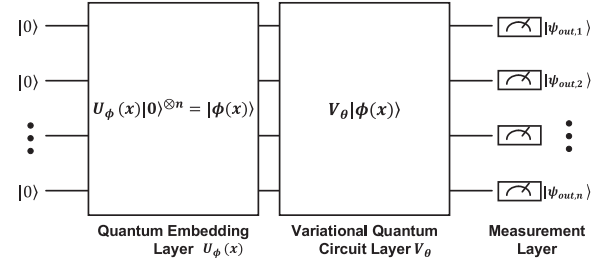 |0⟩
|ψ_out,1⟩
|0⟩
|ψ_out,2⟩
U_ϕ (x)|0⟩^⊗n = |ϕ(x)⟩
V_θ|ϕ(x)⟩
|0⟩
|ψ_out,n⟩
Quantum Embedding
Layer U_ϕ(x)
Variational Quantum
Circuit Layer V_θ
Measurement
Layer